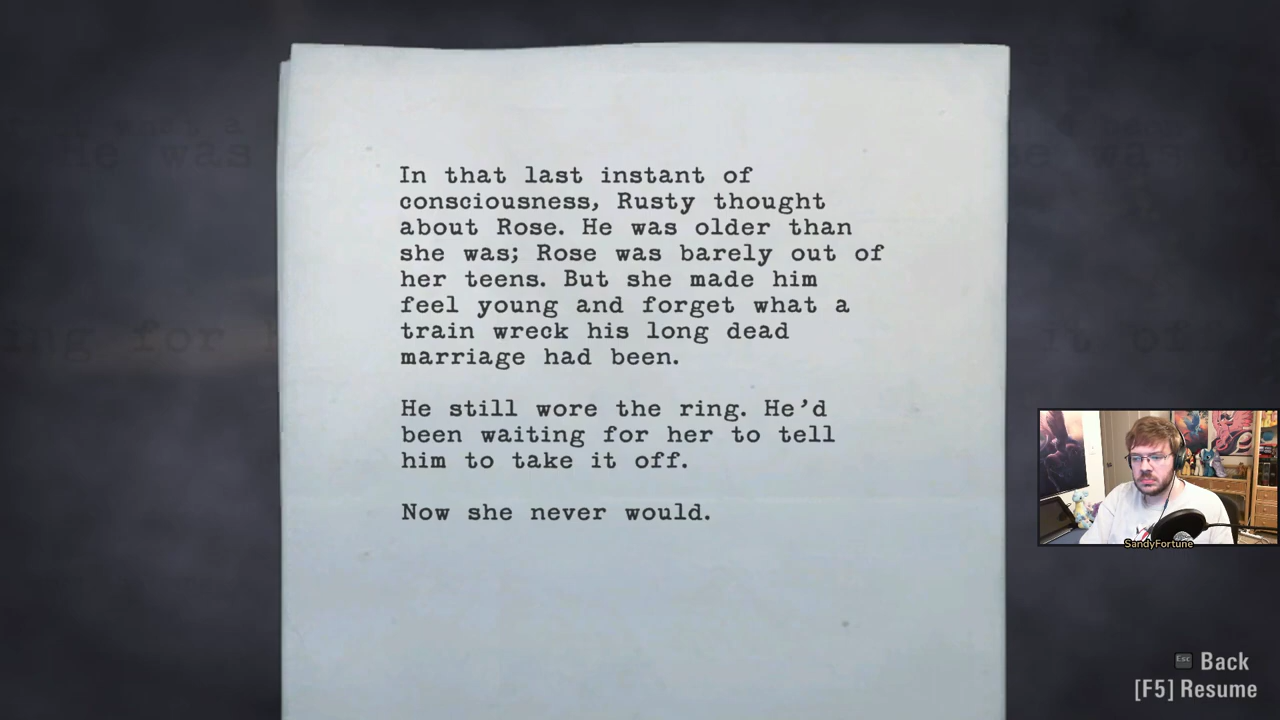 In that last instant of
consciousness, Rusty thought
about Rose. He was older than
she was; Rose was barely out of
her teens. But she made him
feel young and forget what a
train wreck his long dead
marriage had been.
He still wore the ring. He’d
been waiting for her to tell
him to take it off.
Now she never would.
SandyFortune
Esc Back
[F5] Resume